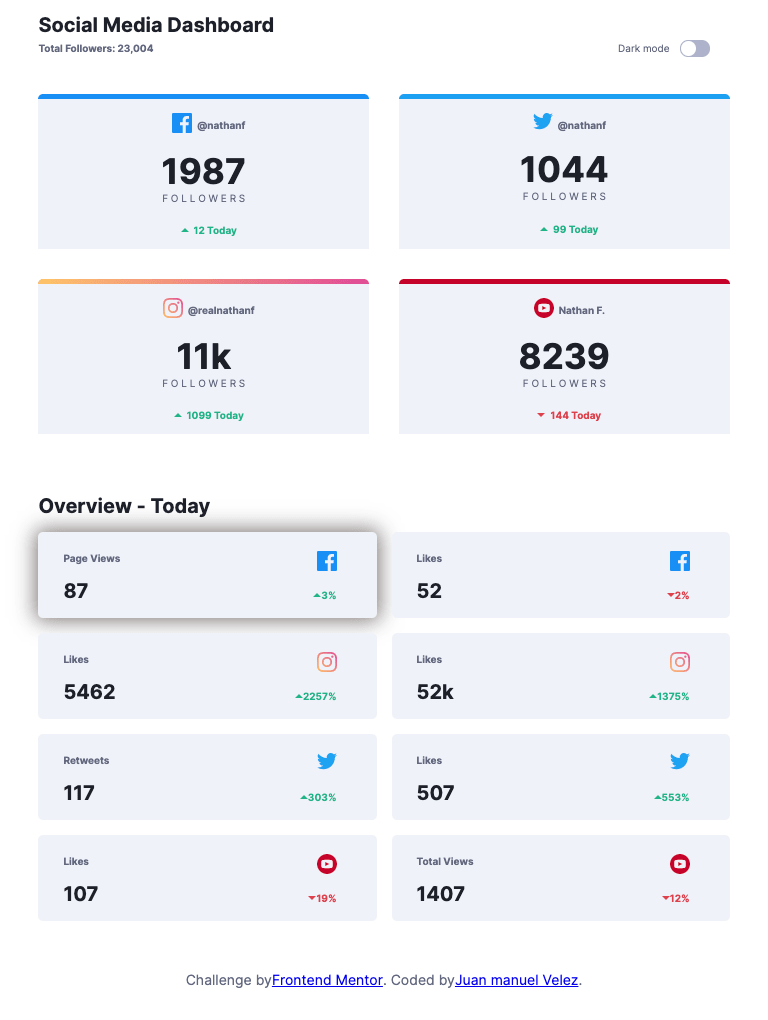 Social Media Dashboard
Total Followers: 23,004
Dark mode
@nathanf
1987
FOLLOWERS
12 Today
@nathanf
1044
FOLLOWERS
99 Today
@realnathanf
11k
FOLLOWERS
1099 Today
Nathan F.
8239
FOLLOWERS
144 Today
Overview - Today
Page Views
87
3%
Likes
52
2%
Likes
5462
2257%
Likes
52k
1375%
Retweets
117
303%
Likes
507
553%
Likes
107
19%
Total Views
1407
12%
Challenge byFrontend Mentor. Coded byJuan manuel Velez.